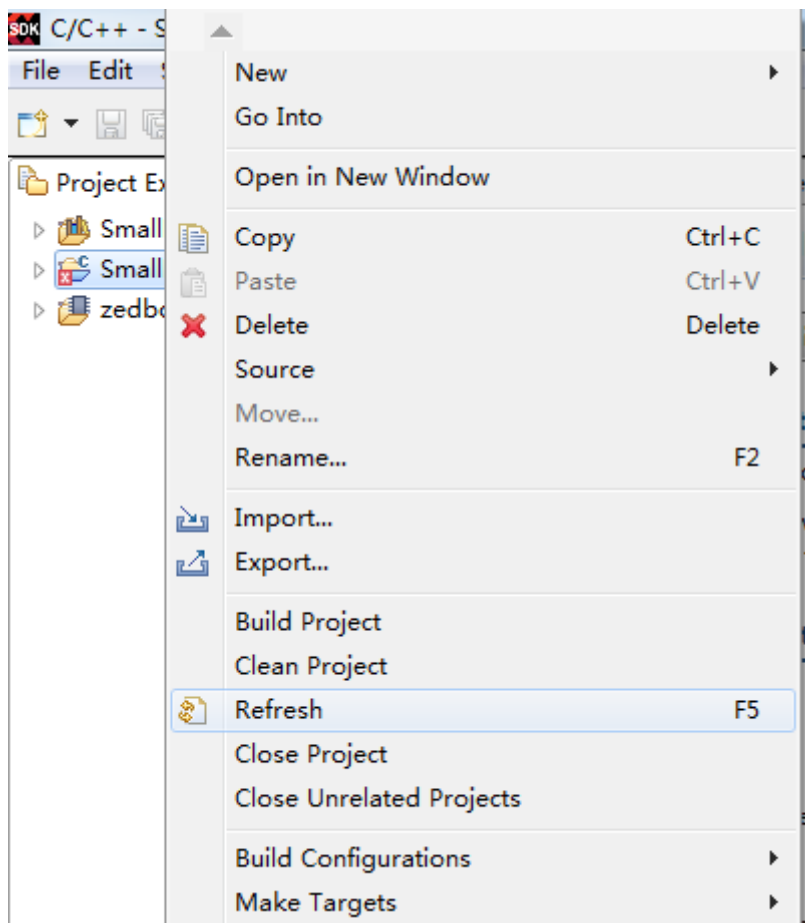 SDK C/C++ - S
File Edit
Project Ex
Small
Small
zedbo
New
Go Into
Open in New Window
Copy Ctrl+C
Paste Ctrl+V
Delete Delete
Source
Move...
Rename... F2
Import...
Export...
Build Project
Clean Project
Refresh F5
Close Project
Close Unrelated Projects
Build Configurations
Make Targets